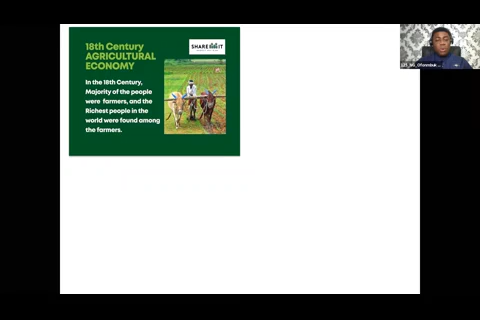 18th Century
AGRICULTURAL
ECONOMY
SHARE IT
In the 18th Century,
Majority of the people
were farmers, and the
Richest people in the
world were found among
the farmers.